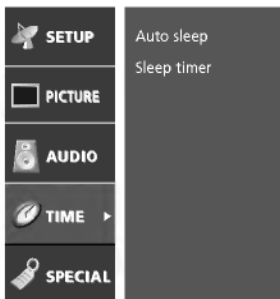 SETUP
PICTURE
AUDIO
TIME
SPECIAL
Auto sleep
Sleep timer